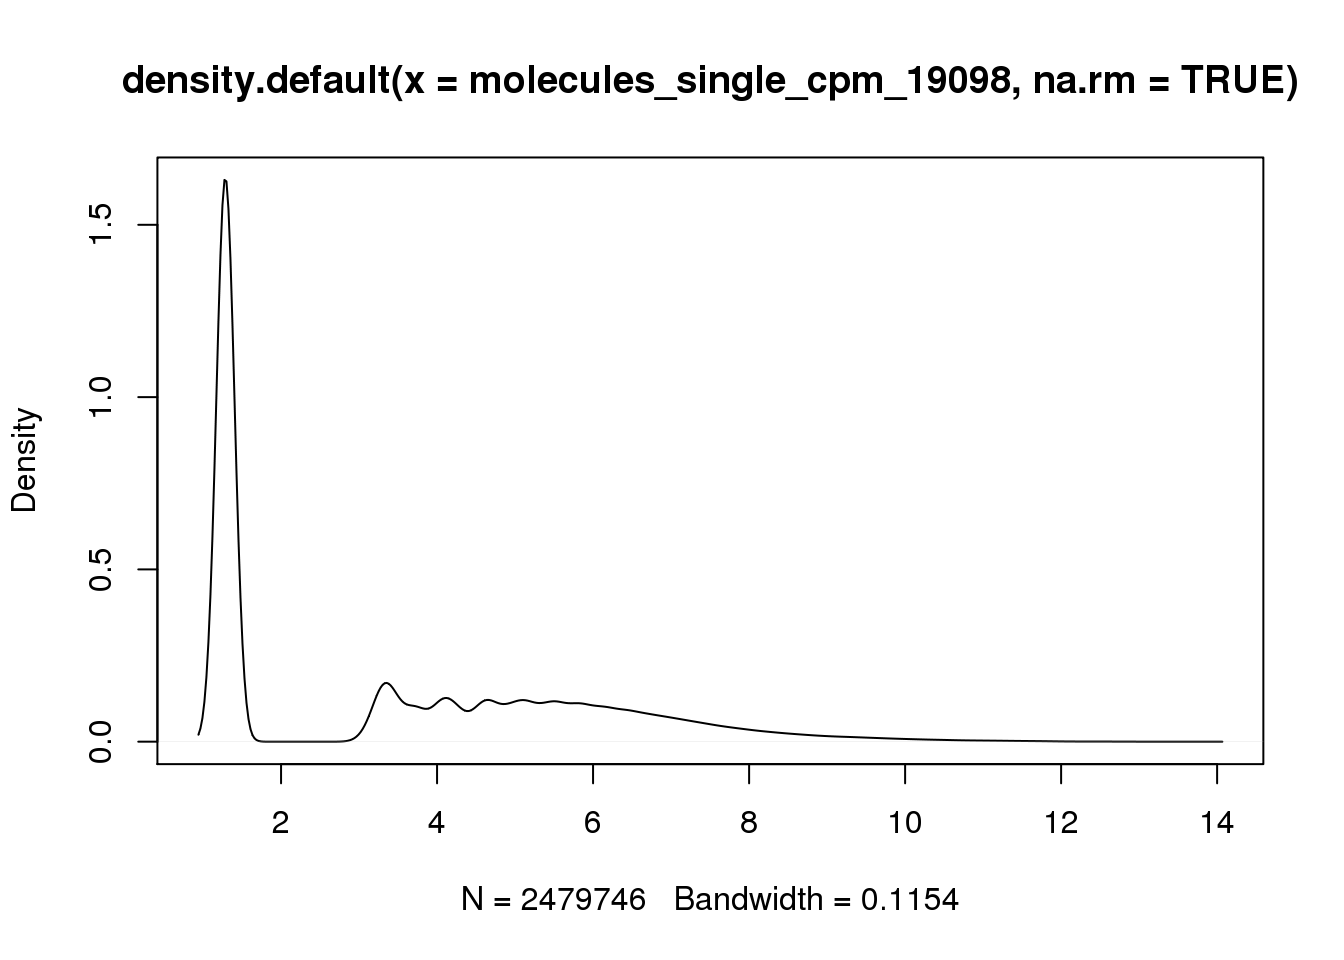 density.default(x = molecules_single_cpm_19098, na.rm = TRUE)
Density
1.5
1.0
0.5
0.0
2 4 6 8 10 12 14
N = 2479746 Bandwidth = 0.1154